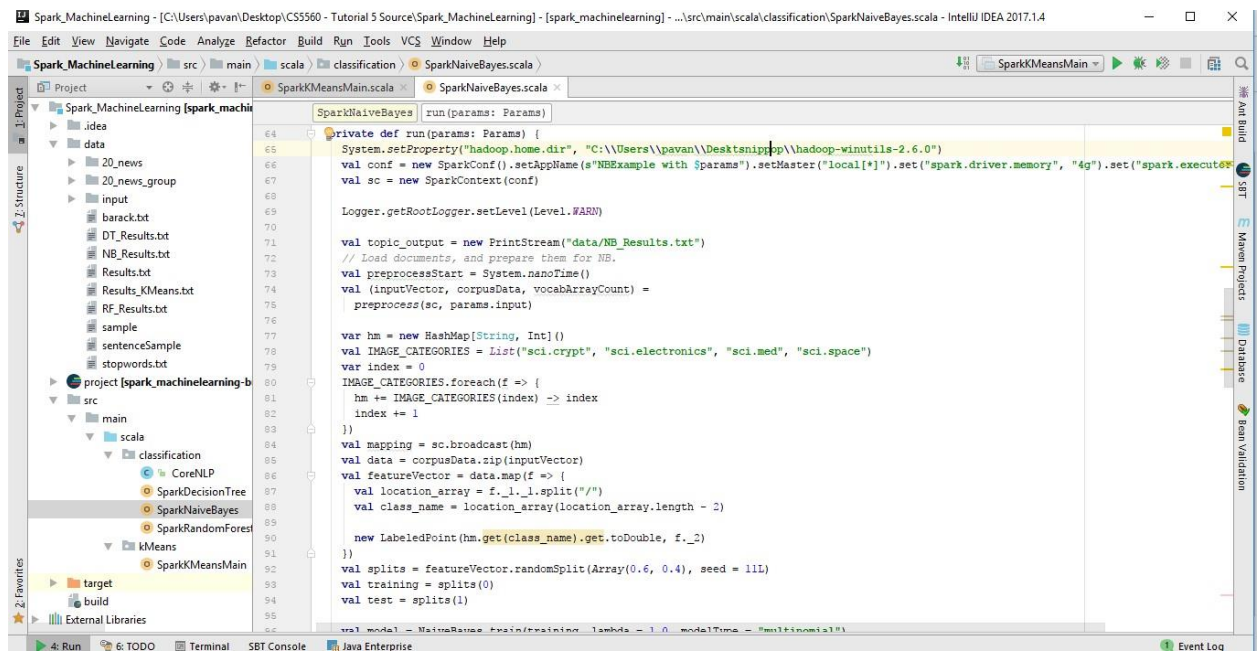 Spark_MachineLearning - [C:\Users\pavan\Desktop\CS5560 - Tutorial 5 Source\Spark_MachineLearning] - [spark_machinelearning] - ...\src\main\scala\classification\SparkNaiveBayes.scala - IntelliJ IDEA 2017.1.4
File Edit View Navigate Code Analyze Refactor Build Run Tools VCS Window Help
Spark_MachineLearning src main scala classification SparkNaiveBayes.scala SparkKMeansMain
Project SparkKMeansMain.scala SparkNaiveBayes.scala
SparkNaiveBayes run(params: Params)
1: Project
Z: Structure
2: Favorites
Spark_MachineLearning [spark_machin
.idea
data
20_news
20_news_group
input
barack.txt
DT_Results.txt
NB_Results.txt
Results.txt
Results_KMeans.txt
RF_Results.txt
sample
sentenceSample
stopwords.txt
project [spark_machinelearning-b
src
main
scala
classification
CoreNLP
SparkDecisionTree
SparkNaiveBayes
SparkRandomForest
kMeans
SparkKMeansMain
target
build
External Libraries
64 private def run(params: Params) {
65 System.setProperty("hadoop.home.dir", "C:\\Users\\pavan\\Desktsnippop\\hadoop-winutils-2.6.0")
66 val conf = new SparkConf().setAppName(s"NBExample with $params").setMaster("local[*]").set("spark.driver.memory", "4g").set("spark.executor
67 val sc = new SparkContext(conf)
68
69 Logger.getRootLogger.setLevel(Level.WARN)
70
71 val topic_output = new PrintStream("data/NB_Results.txt")
72 // Load documents, and prepare them for NB.
73 val preprocessStart = System.nanoTime()
74 val (inputVector, corpusData, vocabArrayCount) =
75 preprocess(sc, params.input)
76
77 var hm = new HashMap[String, Int]()
78 val IMAGE_CATEGORIES = List("sci.crypt", "sci.electronics", "sci.med", "sci.space")
79 var index = 0
80 IMAGE_CATEGORIES.foreach(f => {
81 hm += IMAGE_CATEGORIES(index) -> index
82 index += 1
83 })
84 val mapping = sc.broadcast(hm)
85 val data = corpusData.zip(inputVector)
86 val featureVector = data.map(f => {
87 val location_array = f._1._1.split("/")
88 val class_name = location_array(location_array.length - 2)
89
90 new LabeledPoint(hm.get(class_name).get.toDouble, f._2)
91 })
92 val splits = featureVector.randomSplit(Array(0.6, 0.4), seed = 11L)
93 val training = splits(0)
94 val test = splits(1)
95
96 val model = NaiveBayes.train(training, lambda = 1.0, modelType = "multinomial")
Ant Build
SBT
Maven Projects
Database
Bean Validation
4: Run 6: TODO Terminal SBT Console Java Enterprise 1 Event Log